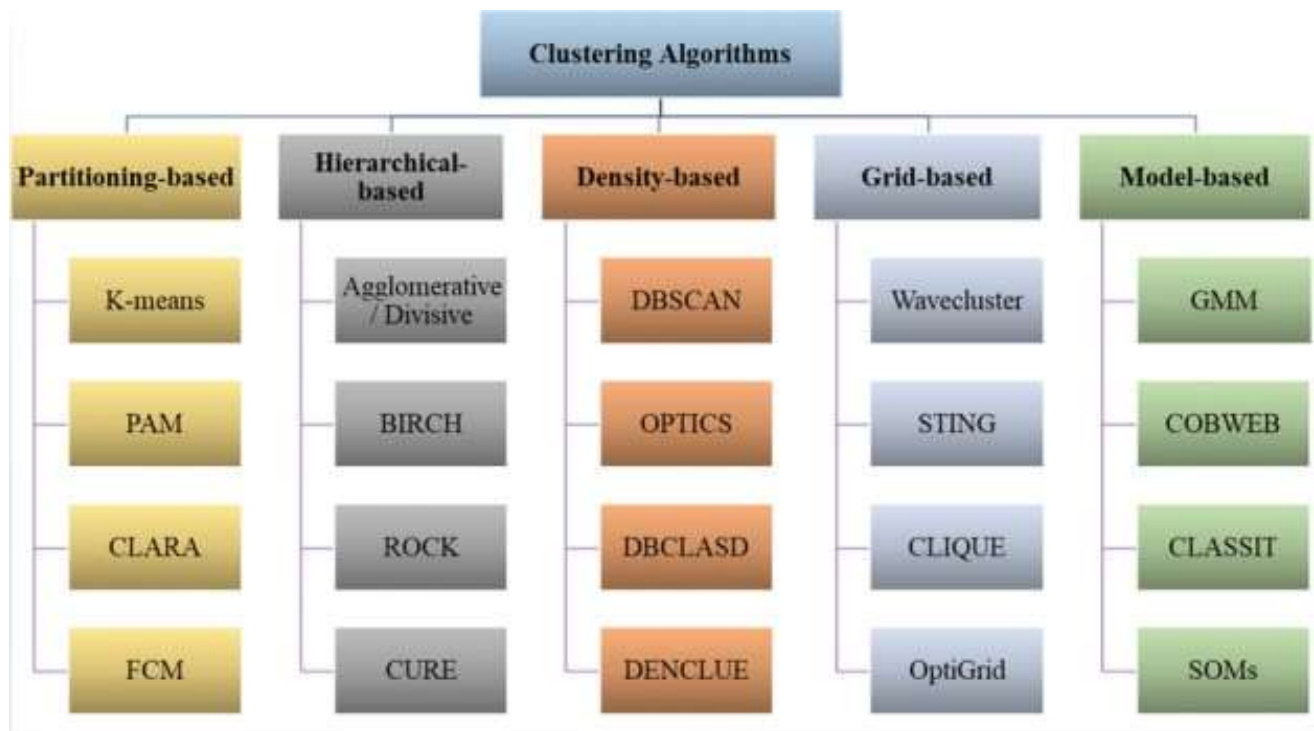 Clustering Algorithms
Partitioning-based
Hierarchical-
based
Density-based
Grid-based
Model-based
K-means
Agglomerative
/ Divisive
DBSCAN
Wavecluster
GMM
PAM
BIRCH
OPTICS
STING
COBWEB
CLARA
ROCK
DBCLASD
CLIQUE
CLASSIT
FCM
CURE
DENCLUE
OptiGrid
SOMs